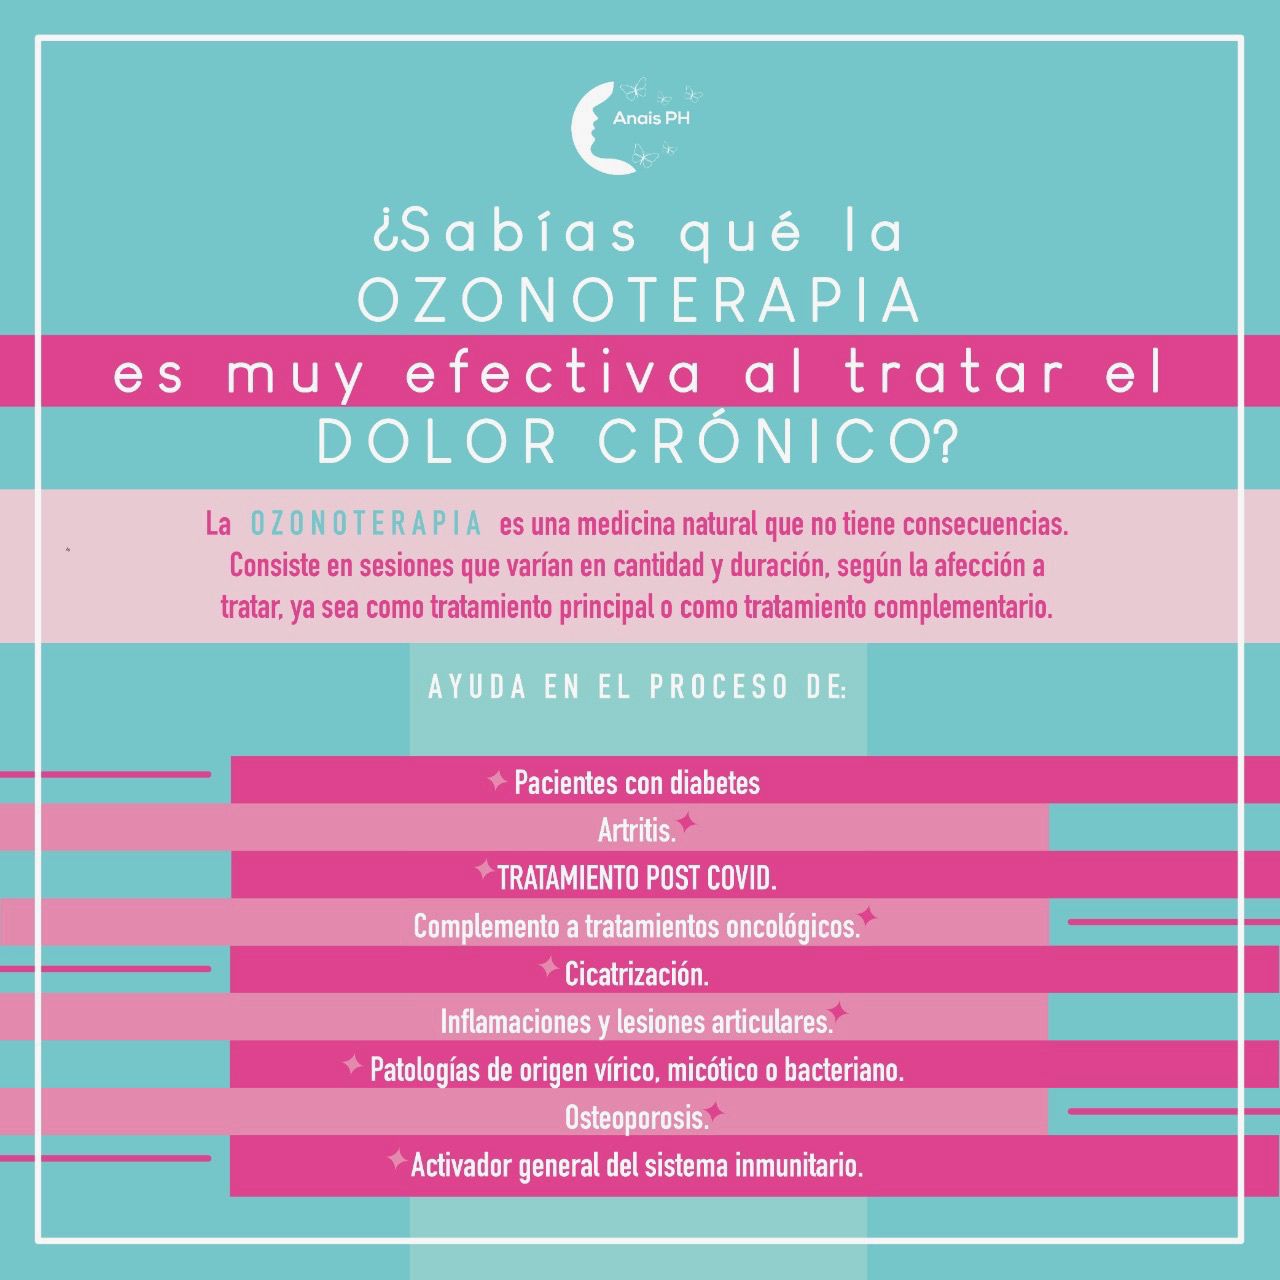 Anais PH
¿Sabías qué la
OZONOTERAPIA
es muy efectiva al tratar el
DOLOR CRÓNICO?
La OZONOTERAPIA es una medicina natural que no tiene consecuencias.
Consiste en sesiones que varían en cantidad y duración, según la afección a
tratar, ya sea como tratamiento principal o como tratamiento complementario.
AYUDA EN EL PROCESO DE:
Pacientes con diabetes
Artritis.
TRATAMIENTO POST COVID.
Complemento a tratamientos oncológicos.
Cicatrización.
Inflamaciones y lesiones articulares.
Patologías de origen vírico, micótico o bacteriano.
Osteoporosis.
Activador general del sistema inmunitario.